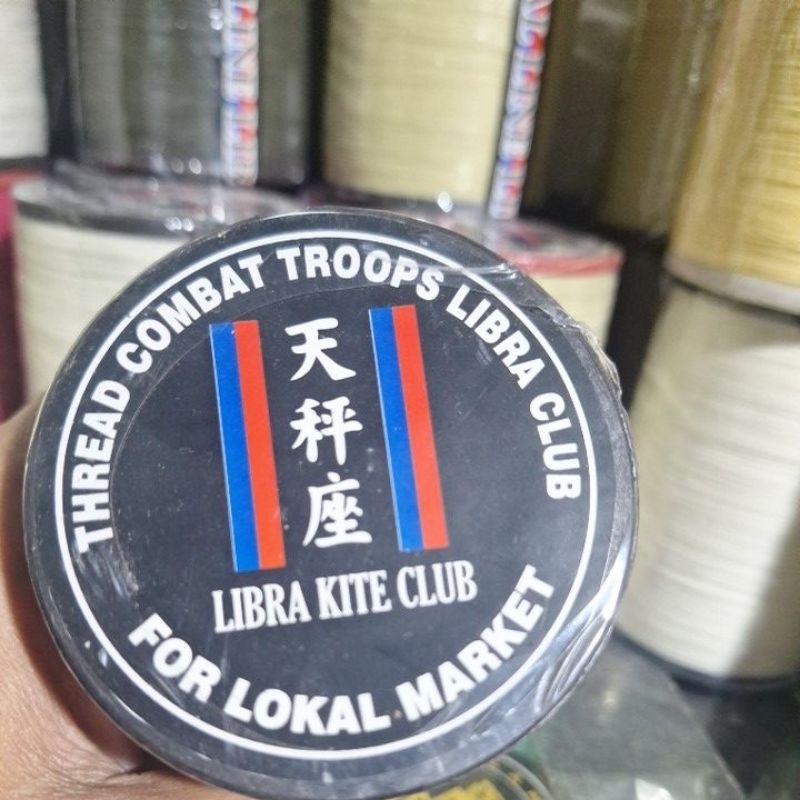 THREAD COMBAT TROOPS LIBRA CLUB
天秤座
LIBRA KITE CLUB
FOR LOKAL MARKET